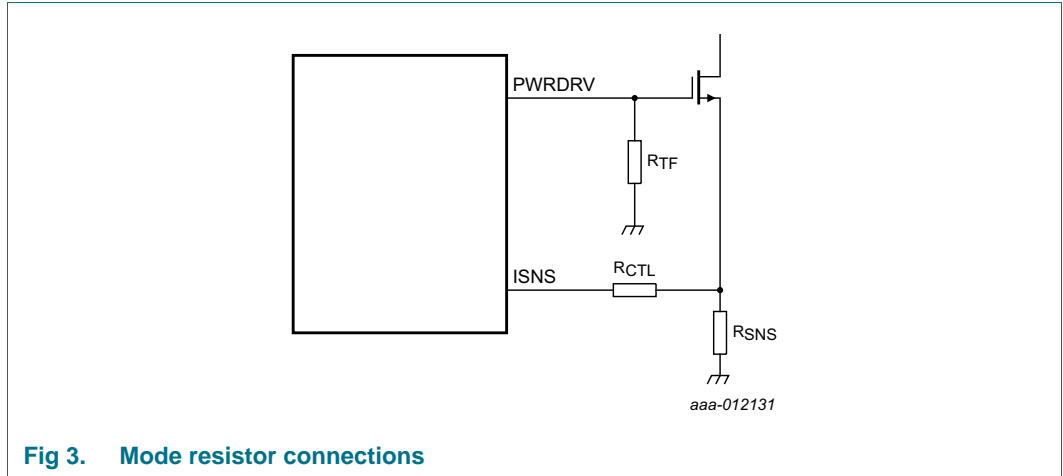 PWRDRV
RTF
ISNS
RCTL
RSNS
aaa-012131
Fig 3. Mode resistor connections